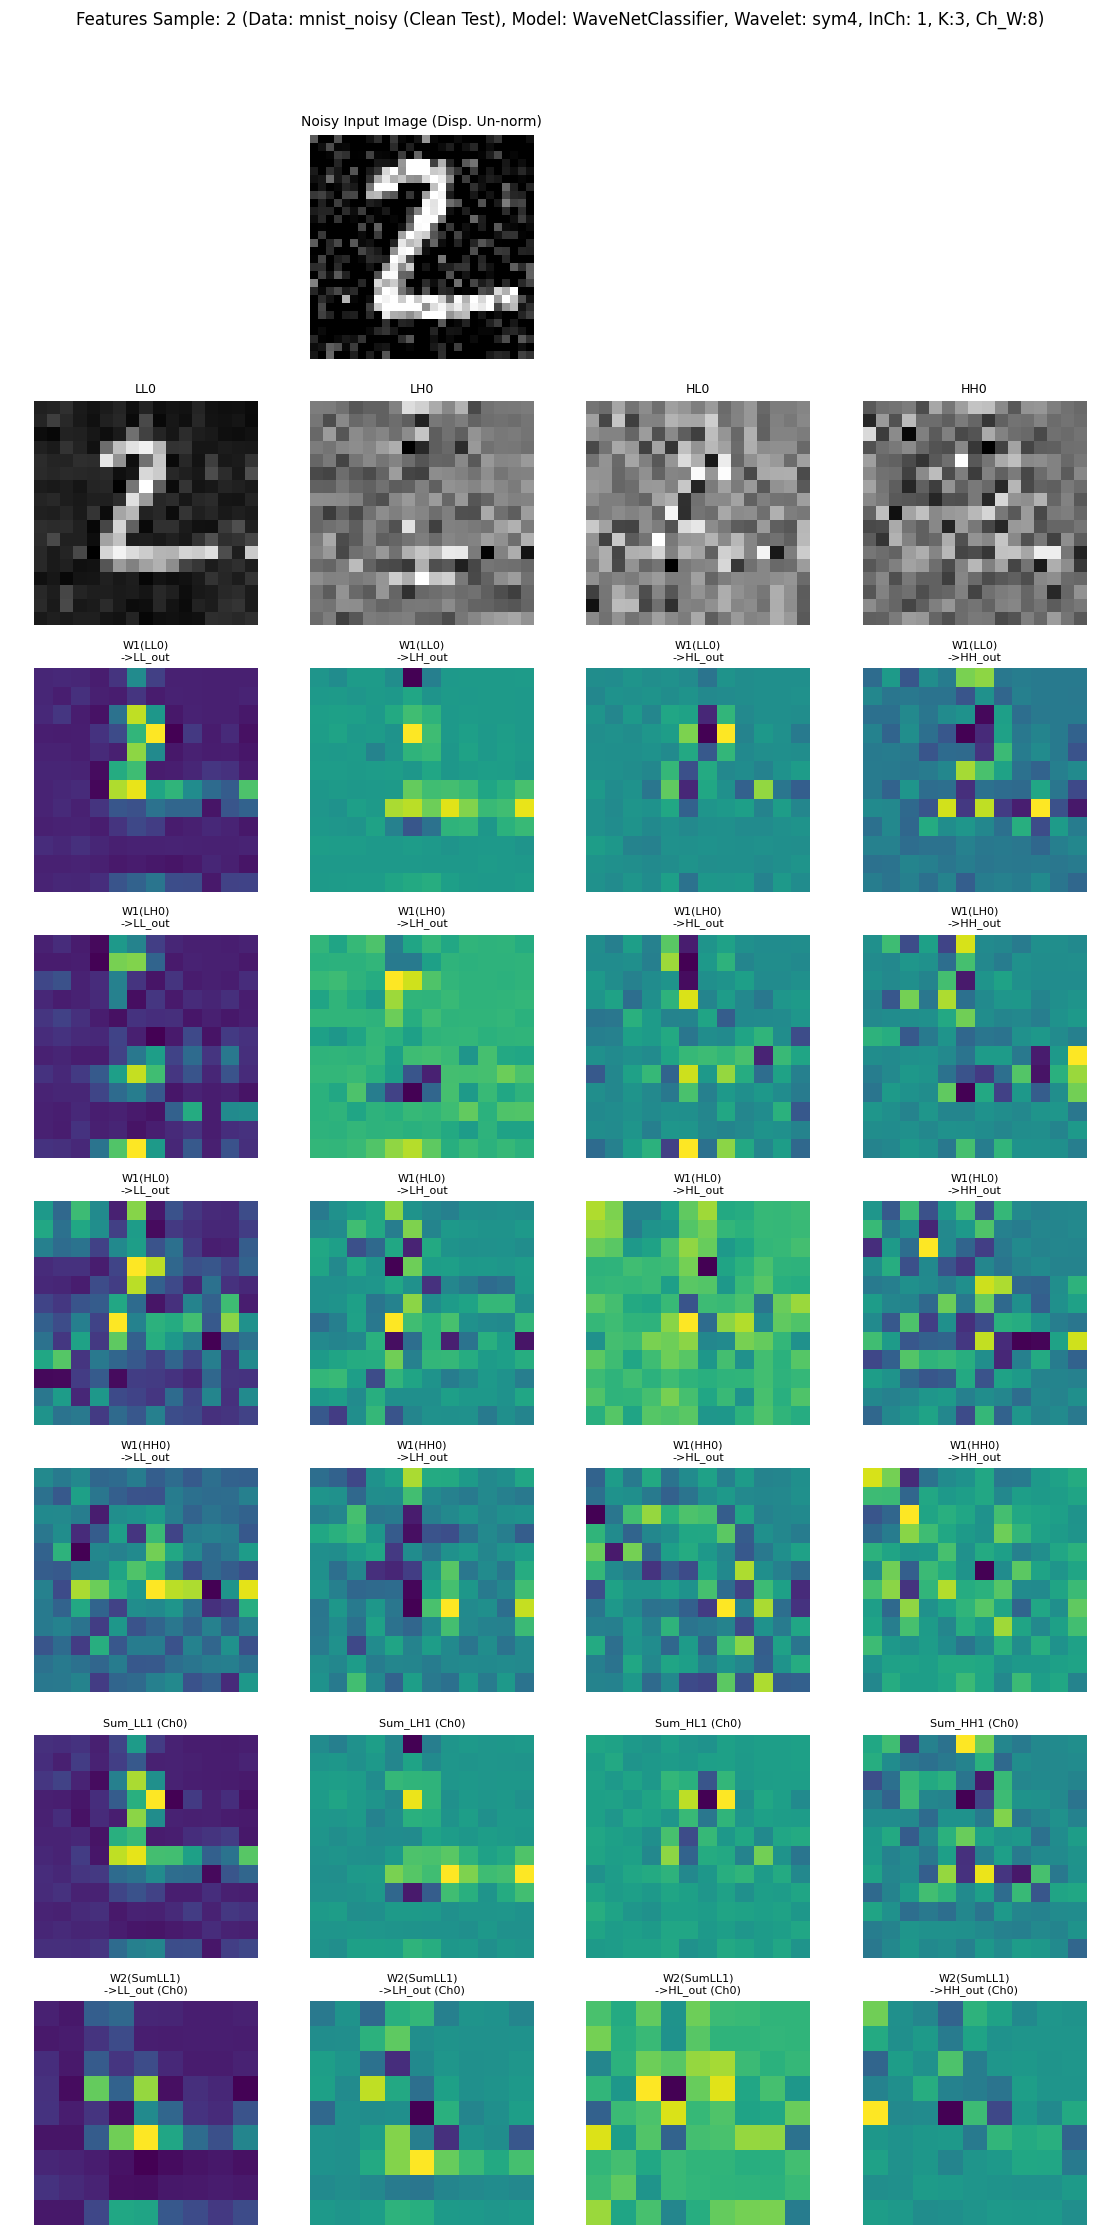 Features Sample: 2 (Data: mnist_noisy (Clean Test), Model: WaveNetClassifier, Wavelet: sym4, InCh: 1, K:3, Ch_W:8)
Noisy Input Image (Disp. Un-norm)
2
LL0 LH0 HL0 HH0
W1(LL0) W1(LL0) W1(LL0) W1(LL0)
->LL_out ->LH_out ->HL_out ->HH_out
W1(LH0) W1(LH0) W1(LH0) W1(LH0)
->LL_out ->LH_out ->HL_out ->HH_out
W1(HL0) W1(HL0) W1(HL0) W1(HL0)
->LL_out ->LH_out ->HL_out ->HH_out
W1(HH0) W1(HH0) W1(HH0) W1(HH0)
->LL_out ->LH_out ->HL_out ->HH_out
Sum_LL1 (Ch0) Sum_LH1 (Ch0) Sum_HL1 (Ch0) Sum_HH1 (Ch0)
W2(SumLL1) W2(SumLL1) W2(SumLL1) W2(SumLL1)
->LL_out (Ch0) ->LH_out (Ch0) ->HL_out (Ch0) ->HH_out (Ch0)